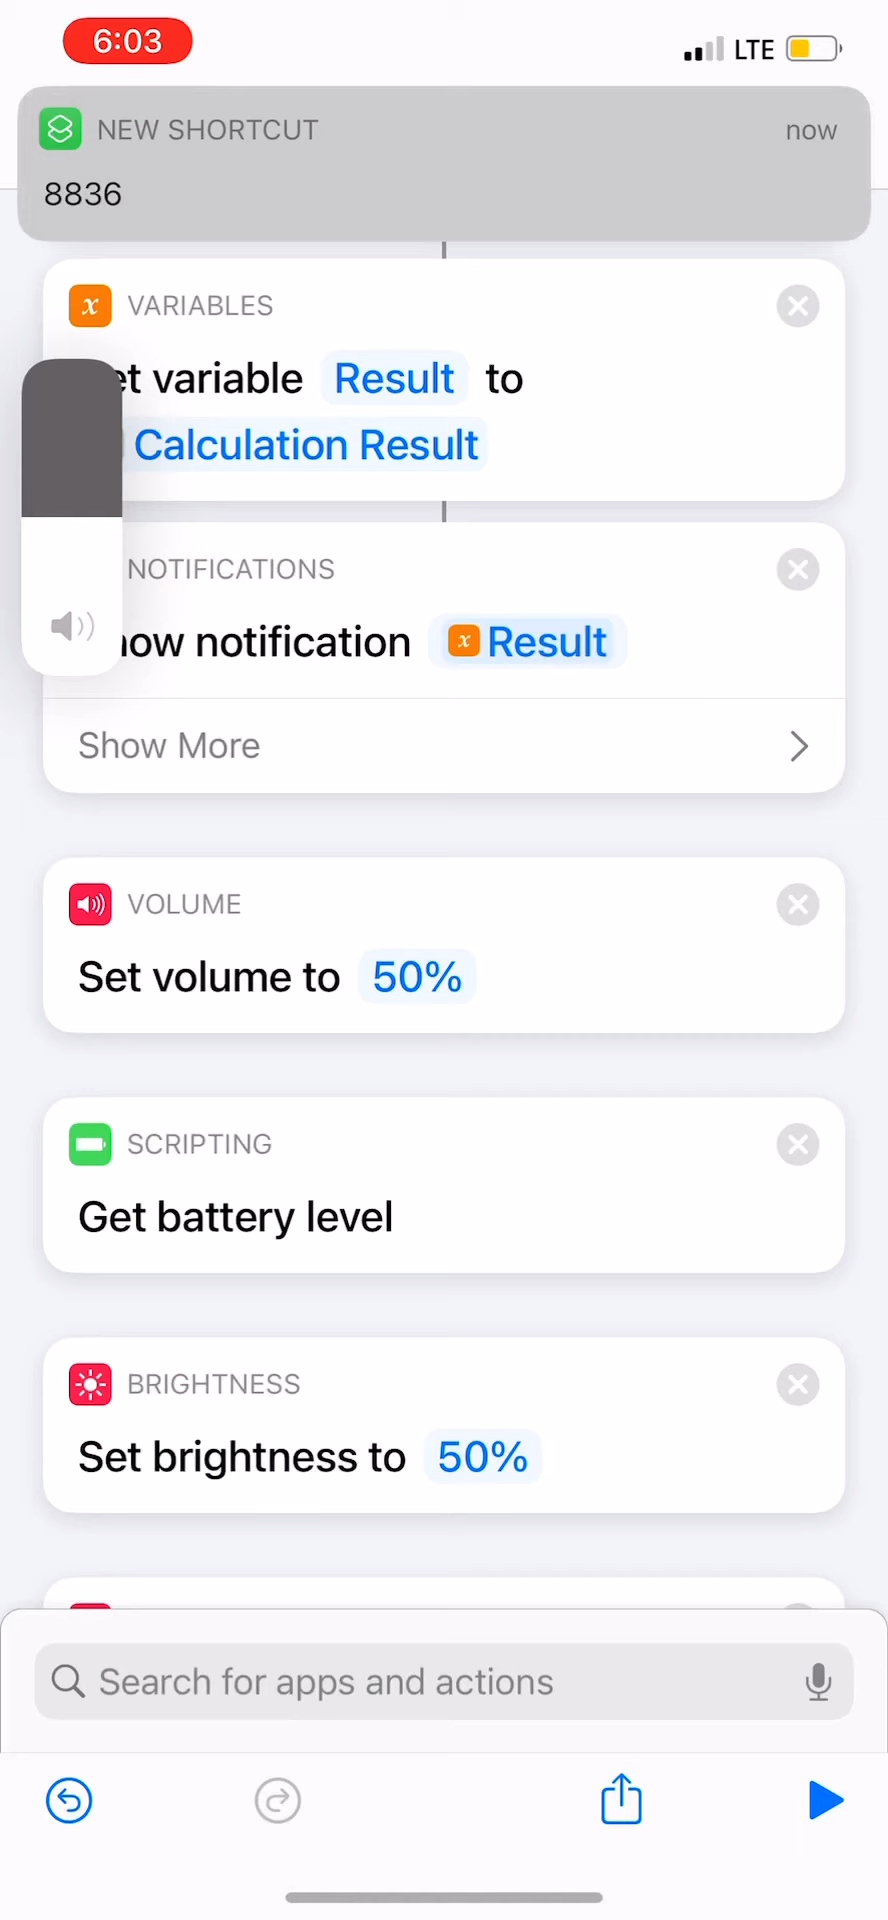 6:03
LTE
NEW SHORTCUT
now
8836
VARIABLES
et variable Result to
Calculation Result
NOTIFICATIONS
how notification Result
Show More
VOLUME
Set volume to 50%
SCRIPTING
Get battery level
BRIGHTNESS
Set brightness to 50%
Search for apps and actions